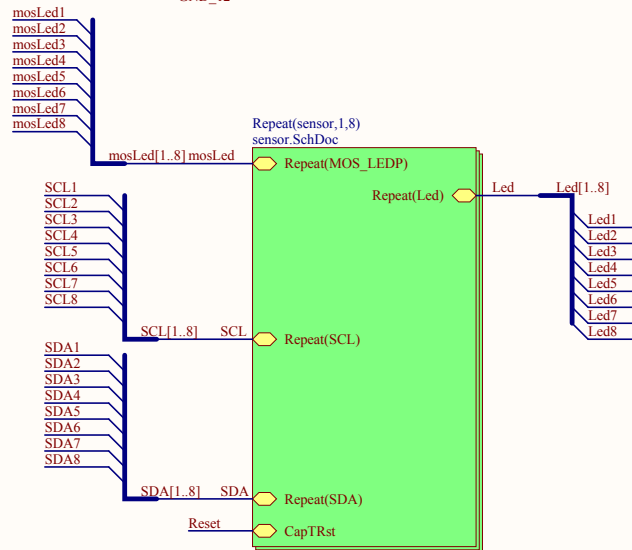 mosLed1
mosLed2
mosLed3
mosLed4
mosLed5
mosLed6
mosLed7
mosLed8
mosLed[1..8] mosLed
Repeat(sensor,1,8)
sensor.SchDoc
Repeat(MOS_LEDP)
Repeat(Led)
Led
Led[1..8]
Led1
Led2
Led3
Led4
Led5
Led6
Led7
Led8
SCL1
SCL2
SCL3
SCL4
SCL5
SCL6
SCL7
SCL8
SCL[1..8] SCL
Repeat(SCL)
SDA1
SDA2
SDA3
SDA4
SDA5
SDA6
SDA7
SDA8
SDA[1..8] SDA
Repeat(SDA)
Reset
CapTRst